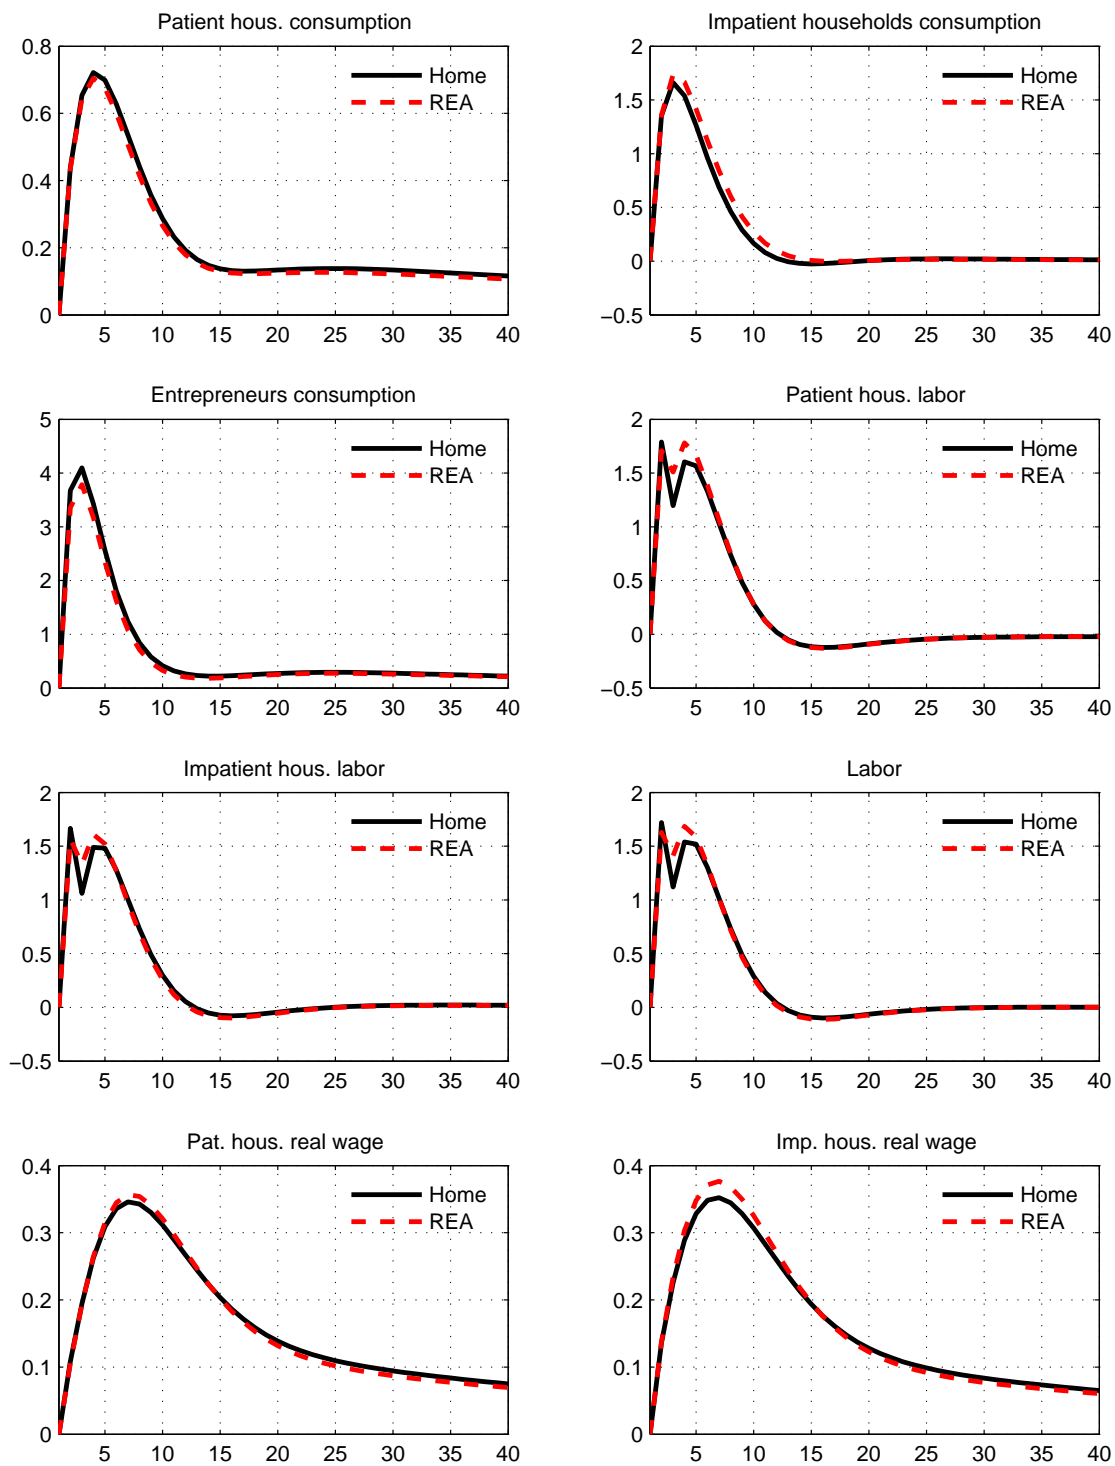 Patient hous. consumption
0.8
0.6
0.4
0.2
0
5 10 15 20 25 30 35 40
Home
REA
Impatient households consumption
2
1.5
1
0.5
0
−0.5
5 10 15 20 25 30 35 40
Home
REA
Entrepreneurs consumption
5
4
3
2
1
0
5 10 15 20 25 30 35 40
Home
REA
Patient hous. labor
2
1.5
1
0.5
0
−0.5
5 10 15 20 25 30 35 40
Home
REA
Impatient hous. labor
2
1.5
1
0.5
0
−0.5
5 10 15 20 25 30 35 40
Home
REA
Labor
2
1.5
1
0.5
0
−0.5
5 10 15 20 25 30 35 40
Home
REA
Pat. hous. real wage
0.4
0.3
0.2
0.1
0
5 10 15 20 25 30 35 40
Home
REA
Imp. hous. real wage
0.4
0.3
0.2
0.1
0
5 10 15 20 25 30 35 40
Home
REA